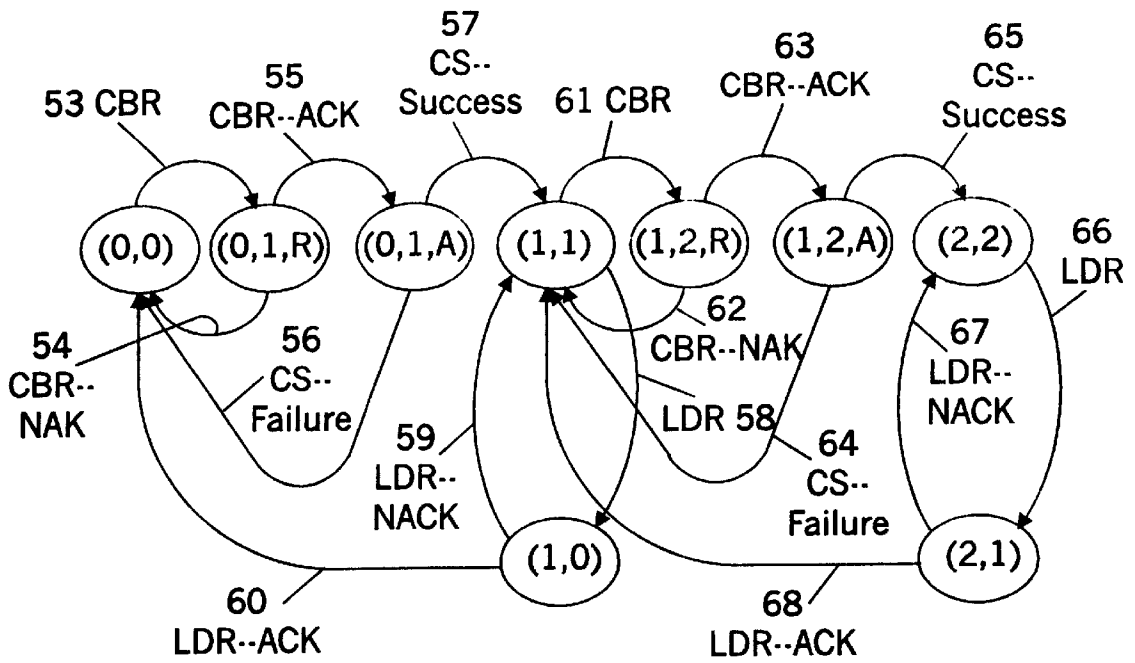 57
CS--
Success
63
CBR--ACK
65
CS--
Success
55
CBR--ACK
53 CBR
61 CBR
(0,0)
(0,1,R)
(0,1,A)
(1,1)
(1,2,R)
(1,2,A)
(2,2)
66
LDR
54
CBR--
NAK
56
CS--
Failure
62
CBR--NAK
67
LDR--
NACK
59
LDR--
NACK
LDR 58
64
CS--
Failure
(1,0)
(2,1)
60
LDR--ACK
68
LDR--ACK